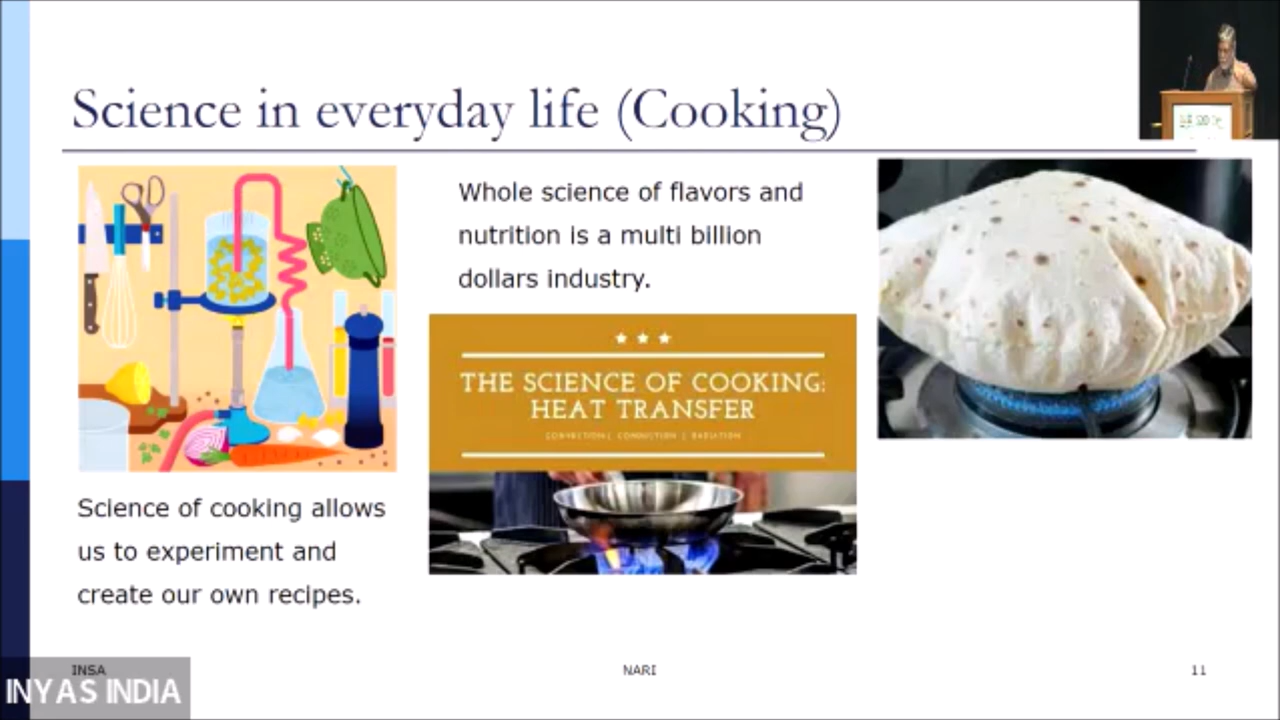 Science in everyday life (Cooking)
Whole science of flavors and
nutrition is a multi billion
dollars industry.
THE SCIENCE OF COOKING:
HEAT TRANSFER
CONVECTION | CONDUCTION | RADIATION
Science of cooking allows
us to experiment and
create our own recipes.
INSA
NARI
11
INYAS INDIA